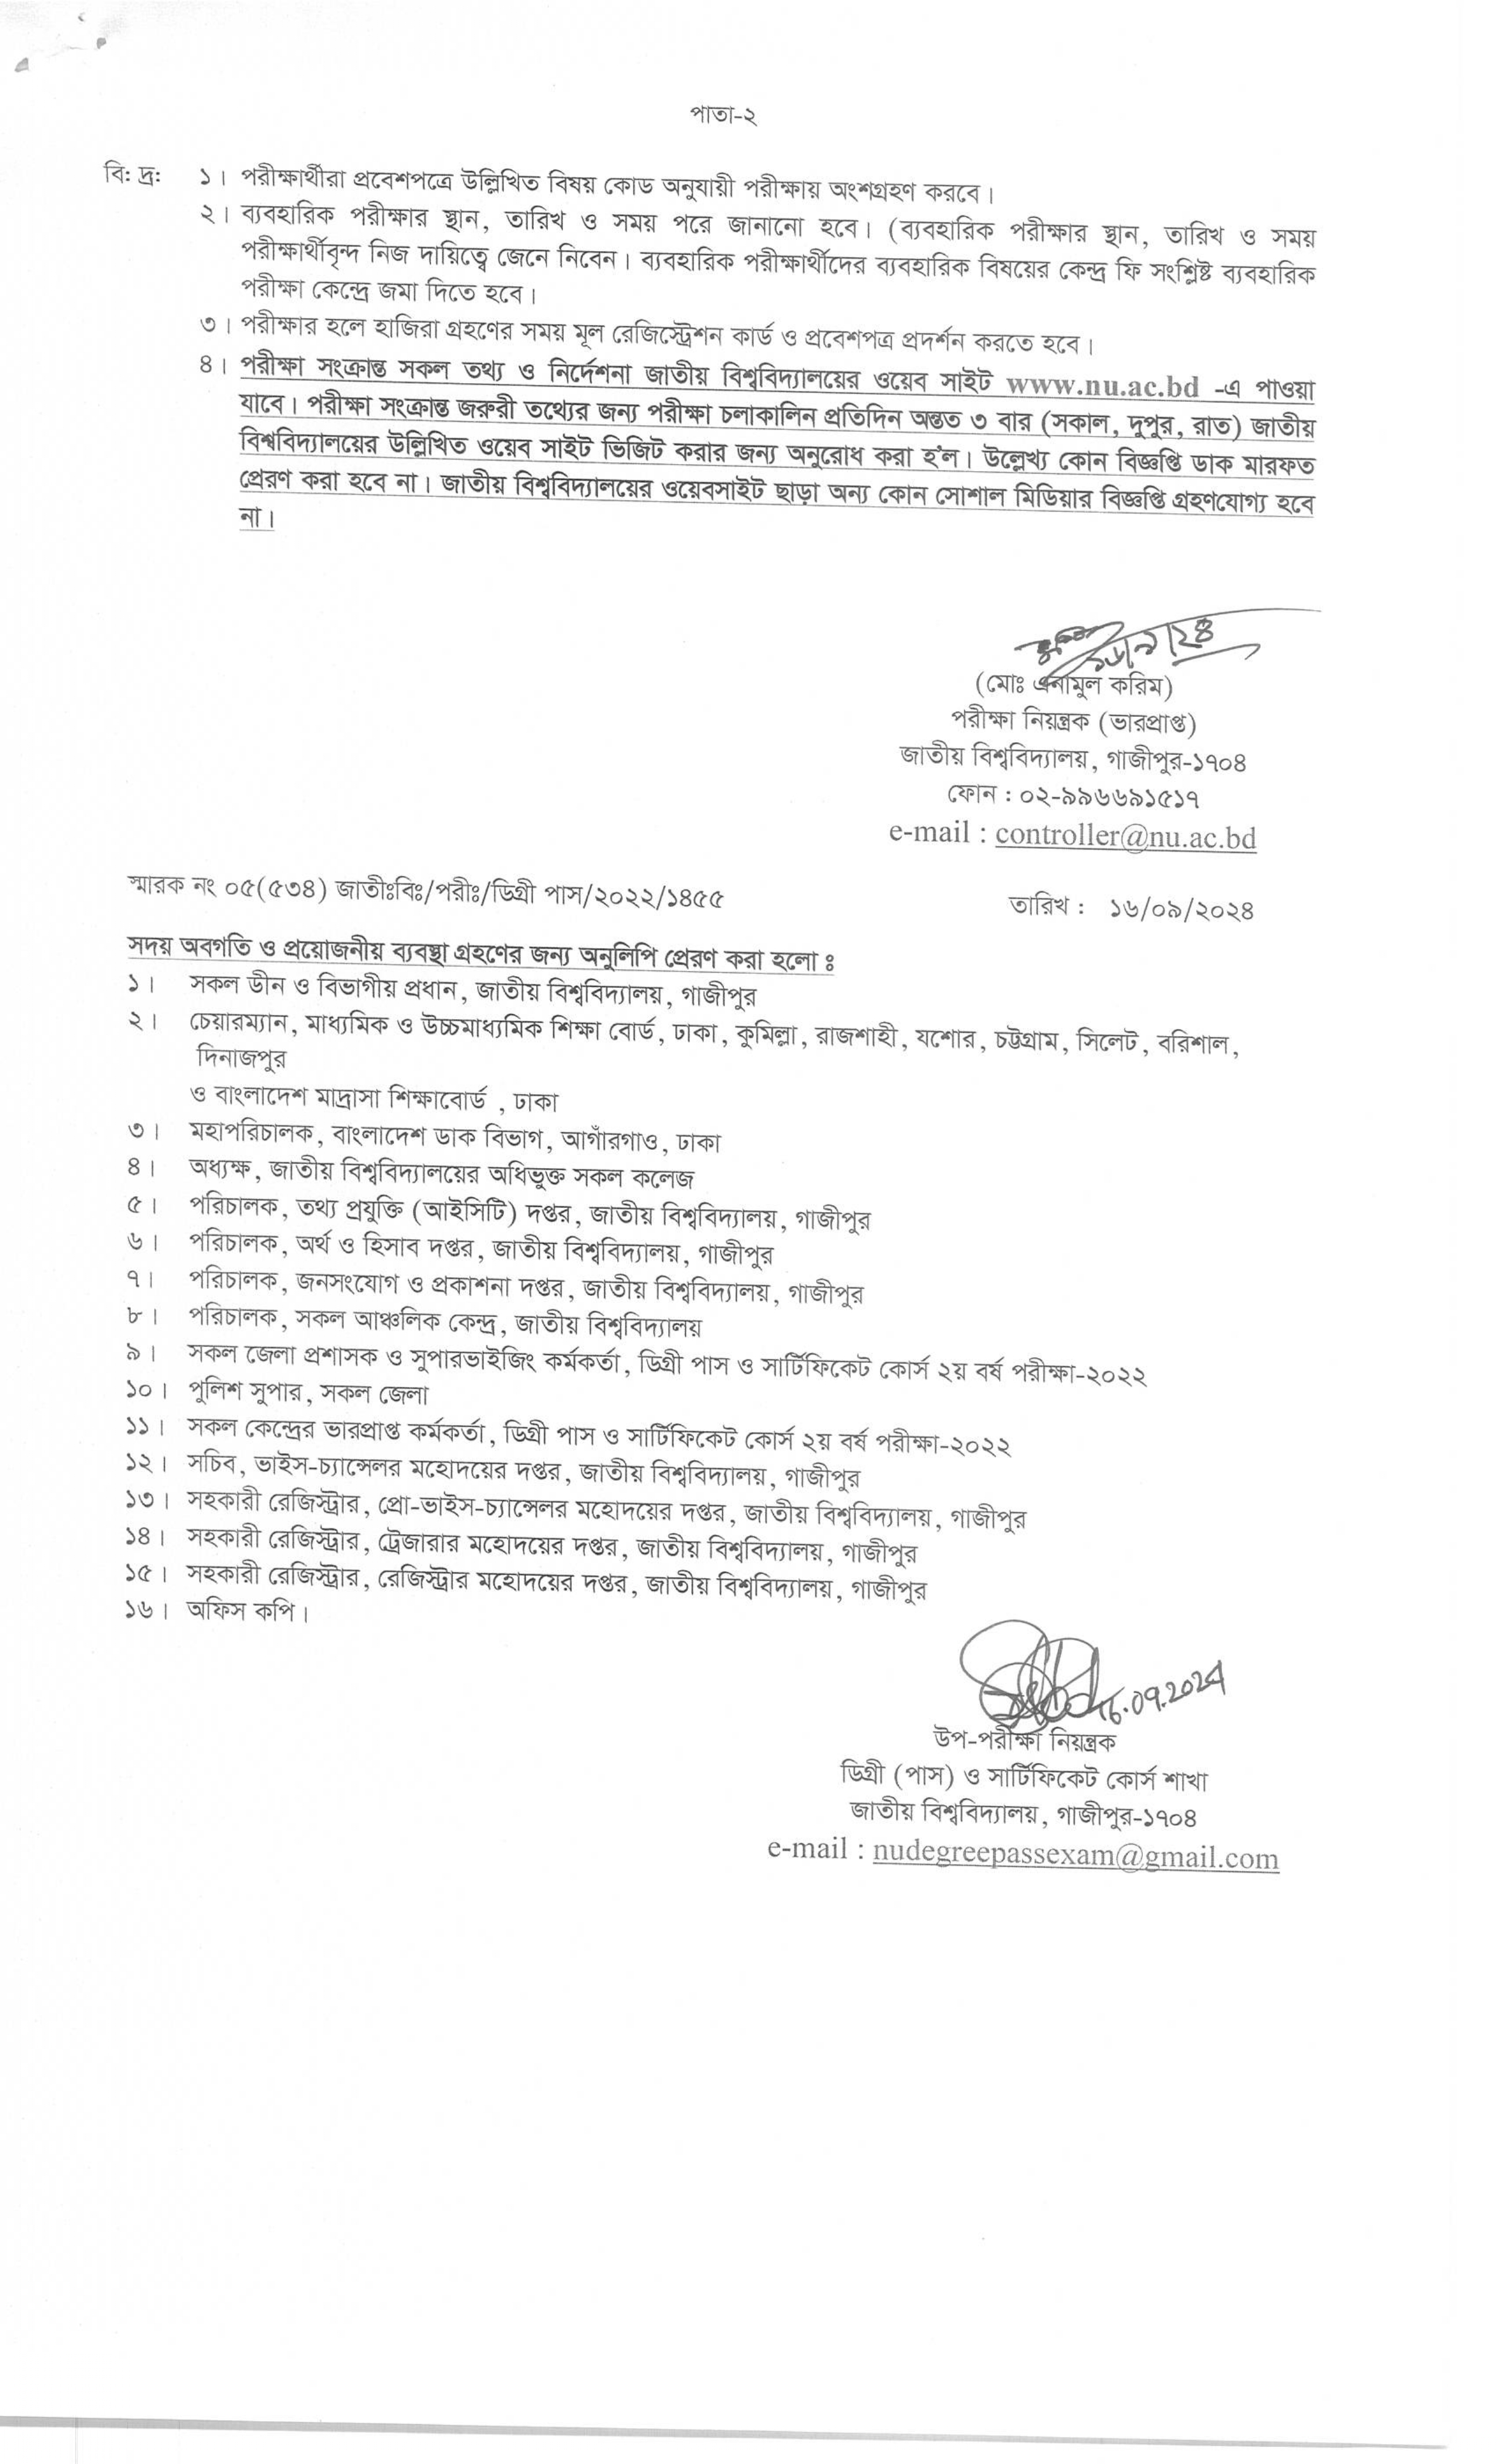 পাতা-২
বি: দ্র: ১। পরীক্ষার্থীরা প্রবেশপত্রে উল্লিখিত বিষয় কোড অনুযায়ী পরীক্ষায় অংশগ্রহণ করবে।
২। ব্যবহারিক পরীক্ষার স্থান, তারিখ ও সময় পরে জানানো হবে। (ব্যবহারিক পরীক্ষার স্থান, তারিখ ও সময়
পরীক্ষার্থীবৃন্দ নিজ দায়িত্বে জেনে নিবেন। ব্যবহারিক পরীক্ষার্থীদের ব্যবহারিক বিষয়ের কেন্দ্র ফি সংশ্লিষ্ট ব্যবহারিক
পরীক্ষা কেন্দ্রে জমা দিতে হবে।
৩। পরীক্ষার হলে হাজিরা গ্রহণের সময় মূল রেজিস্ট্রেশন কার্ড ও প্রবেশপত্র প্রদর্শন করতে হবে।
৪। পরীক্ষা সংক্রান্ত সকল তথ্য ও নির্দেশনা জাতীয় বিশ্ববিদ্যালয়ের ওয়েব সাইট www.nu.ac.bd -এ পাওয়া
যাবে। পরীক্ষা সংক্রান্ত জরুরী তথ্যের জন্য পরীক্ষা চলাকালিন প্রতিদিন অন্তত ৩ বার (সকাল, দুপুর, রাত) জাতীয়
বিশ্ববিদ্যালয়ের উল্লিখিত ওয়েব সাইট ভিজিট করার জন্য অনুরোধ করা হ'ল। উল্লেখ্য কোন বিজ্ঞপ্তি ডাক মারফত
প্রেরণ করা হবে না। জাতীয় বিশ্ববিদ্যালয়ের ওয়েবসাইট ছাড়া অন্য কোন সোশাল মিডিয়ার বিজ্ঞপ্তি গ্রহণযোগ্য হবে
না।
১৬/৯/২৪
(মোঃ এনামুল করিম)
পরীক্ষা নিয়ন্ত্রক (ভারপ্রাপ্ত)
জাতীয় বিশ্ববিদ্যালয়, গাজীপুর-১৭০৪
ফোন : ০২-৯৯৬৬৯১৫১৭
e-mail : controller@nu.ac.bd
স্মারক নং ০৫(৫৩৪) জাতীঃবিঃ/পরীঃ/ডিগ্রী পাস/২০২২/১৪৫৫ তারিখ : ১৬/০৯/২০২৪
সদয় অবগতি ও প্রয়োজনীয় ব্যবস্থা গ্রহণের জন্য অনুলিপি প্রেরণ করা হলো ঃ
১। সকল ডীন ও বিভাগীয় প্রধান, জাতীয় বিশ্ববিদ্যালয়, গাজীপুর
২। চেয়ারম্যান, মাধ্যমিক ও উচ্চমাধ্যমিক শিক্ষা বোর্ড, ঢাকা, কুমিল্লা, রাজশাহী, যশোর, চট্টগ্রাম, সিলেট, বরিশাল,
দিনাজপুর
ও বাংলাদেশ মাদ্রাসা শিক্ষাবোর্ড , ঢাকা
৩। মহাপরিচালক, বাংলাদেশ ডাক বিভাগ, আগাঁরগাও, ঢাকা
৪। অধ্যক্ষ, জাতীয় বিশ্ববিদ্যালয়ের অধিভুক্ত সকল কলেজ
৫। পরিচালক, তথ্য প্রযুক্তি (আইসিটি) দপ্তর, জাতীয় বিশ্ববিদ্যালয়, গাজীপুর
৬। পরিচালক, অর্থ ও হিসাব দপ্তর, জাতীয় বিশ্ববিদ্যালয়, গাজীপুর
৭। পরিচালক, জনসংযোগ ও প্রকাশনা দপ্তর, জাতীয় বিশ্ববিদ্যালয়, গাজীপুর
৮। পরিচালক, সকল আঞ্চলিক কেন্দ্র, জাতীয় বিশ্ববিদ্যালয়
৯। সকল জেলা প্রশাসক ও সুপারভাইজিং কর্মকর্তা, ডিগ্রী পাস ও সার্টিফিকেট কোর্স ২য় বর্ষ পরীক্ষা-২০২২
১০। পুলিশ সুপার, সকল জেলা
১১। সকল কেন্দ্রের ভারপ্রাপ্ত কর্মকর্তা, ডিগ্রী পাস ও সার্টিফিকেট কোর্স ২য় বর্ষ পরীক্ষা-২০২২
১২। সচিব, ভাইস-চ্যান্সেলর মহোদয়ের দপ্তর, জাতীয় বিশ্ববিদ্যালয়, গাজীপুর
১৩। সহকারী রেজিস্ট্রার, প্রো-ভাইস-চ্যান্সেলর মহোদয়ের দপ্তর, জাতীয় বিশ্ববিদ্যালয়, গাজীপুর
১৪। সহকারী রেজিস্ট্রার, ট্রেজারার মহোদয়ের দপ্তর, জাতীয় বিশ্ববিদ্যালয়, গাজীপুর
১৫। সহকারী রেজিস্ট্রার, রেজিস্ট্রার মহোদয়ের দপ্তর, জাতীয় বিশ্ববিদ্যালয়, গাজীপুর
১৬। অফিস কপি।
16.09.2024
উপ-পরীক্ষা নিয়ন্ত্রক
ডিগ্রী (পাস) ও সার্টিফিকেট কোর্স শাখা
জাতীয় বিশ্ববিদ্যালয়, গাজীপুর-১৭০৪
e-mail : nudegreepassexam@gmail.com